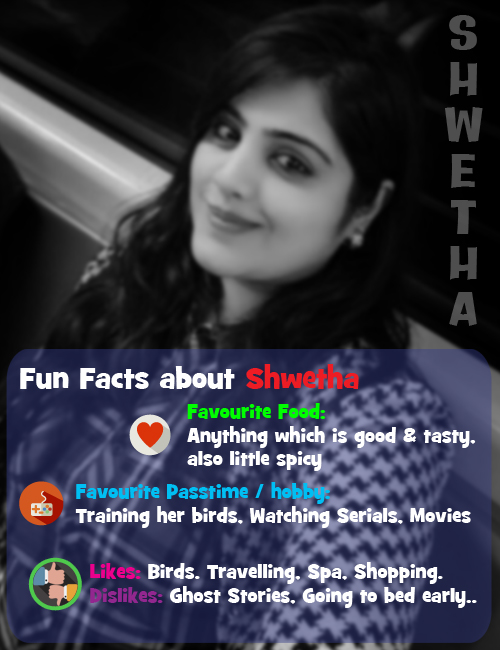 SHWETHA
Fun Facts about Shwetha
Favourite Food:
Anything which is good & tasty,
also little spicy
Favourite Passtime / hobby:
Training her birds, Watching Serials, Movies
Likes: Birds. Travelling, Spa, Shopping.
Dislikes: Ghost Stories, Going to bed early..